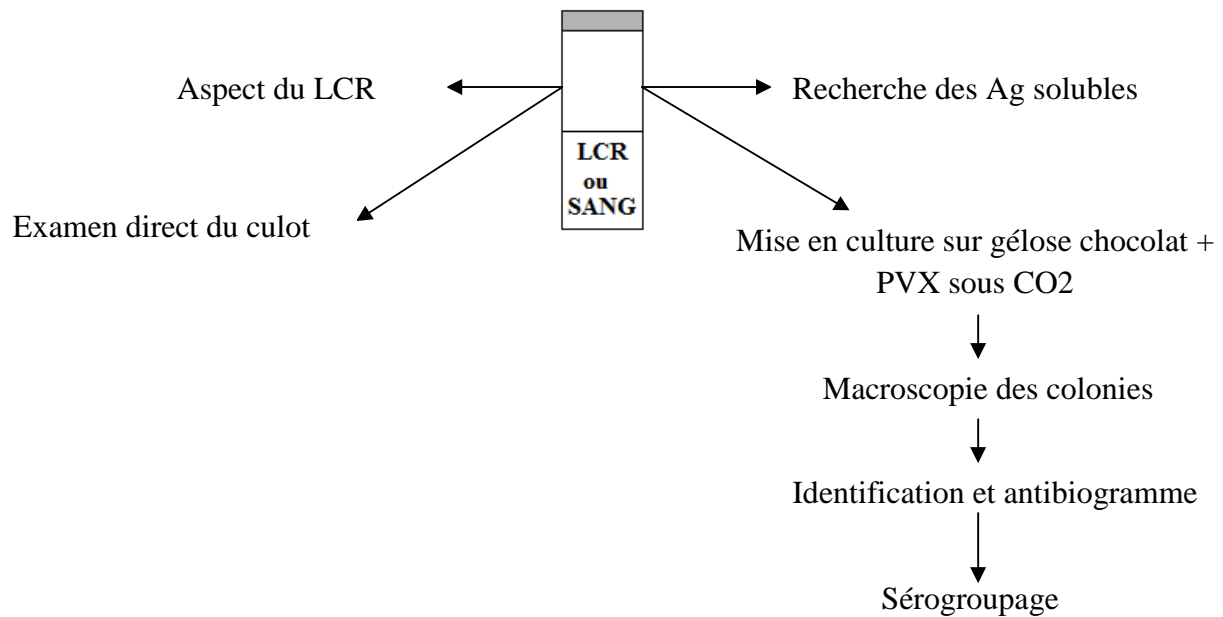 Aspect du LCR
Recherche des Ag solubles
LCR
ou
SANG
Examen direct du culot
Mise en culture sur gélose chocolat +
PVX sous CO2
Macroscopie des colonies
Identification et antibiogramme
Sérogroupage